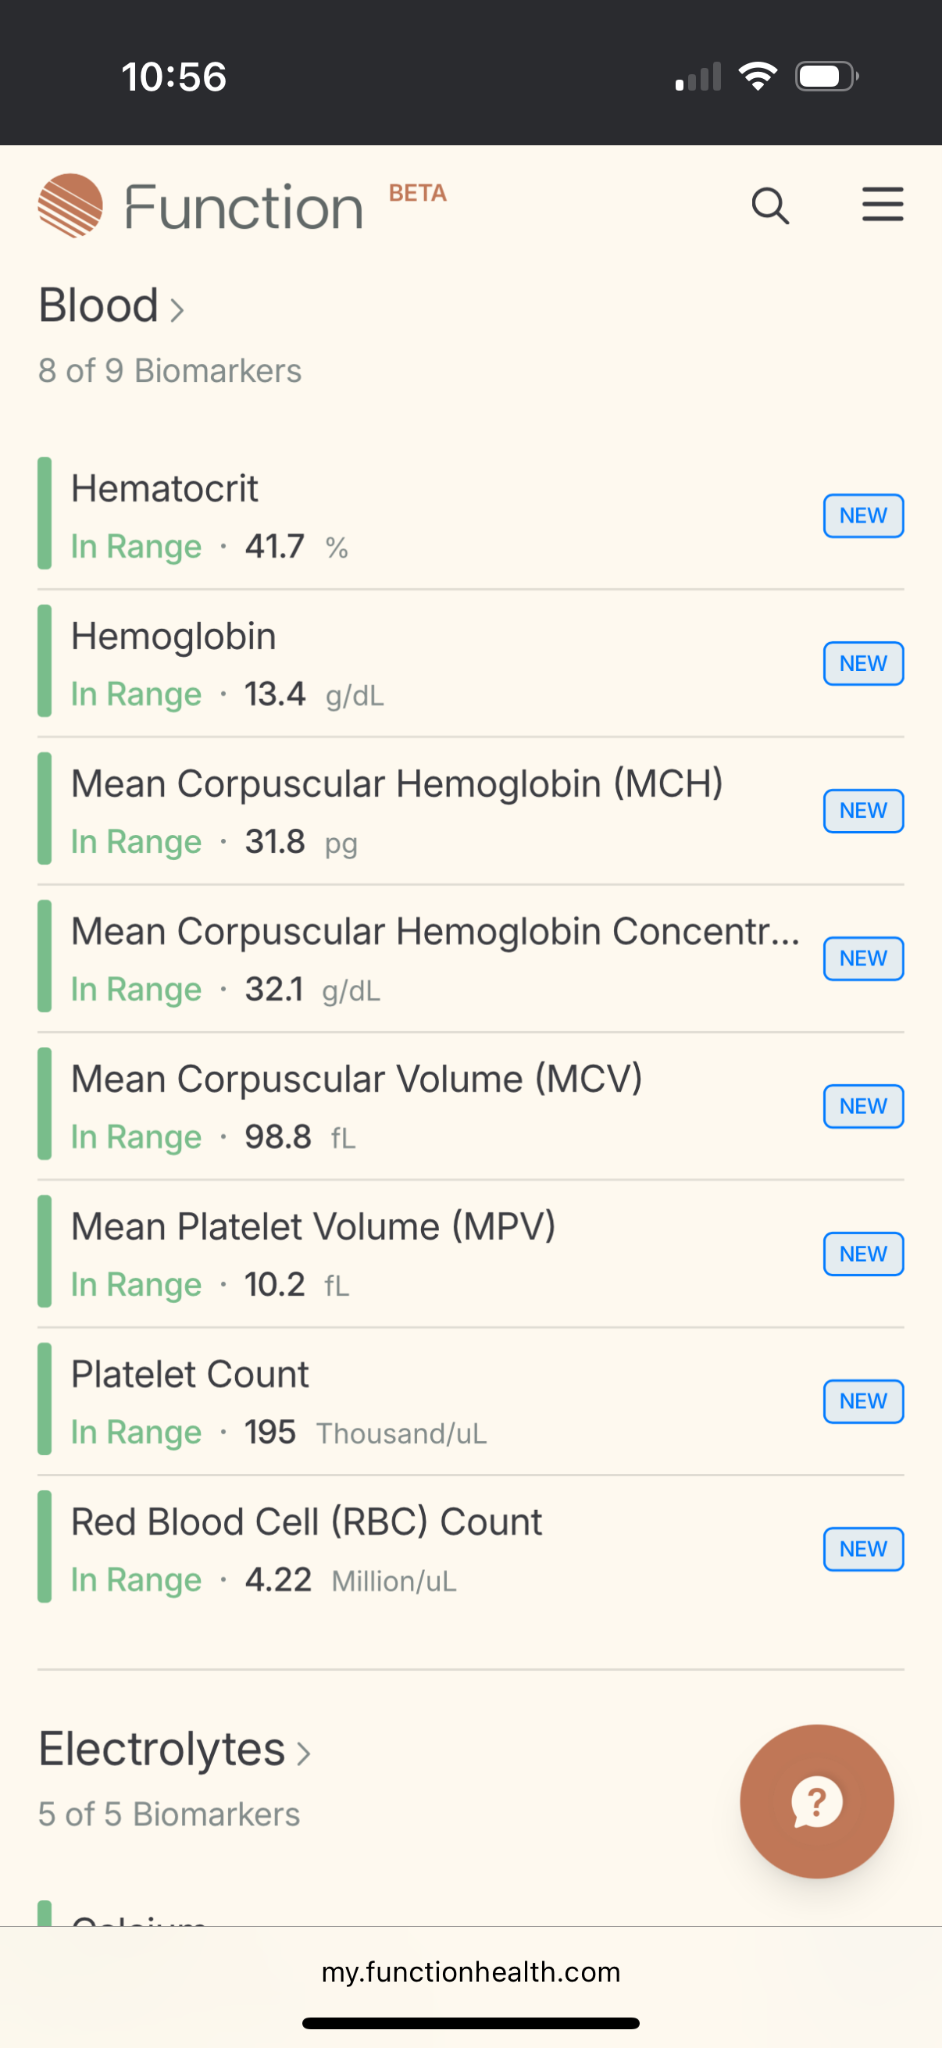 10:56
Function BETA
Blood >
8 of 9 Biomarkers
Hematocrit
In Range · 41.7 %
NEW
Hemoglobin
In Range · 13.4 g/dL
NEW
Mean Corpuscular Hemoglobin (MCH)
In Range · 31.8 pg
NEW
Mean Corpuscular Hemoglobin Concentr...
In Range · 32.1 g/dL
NEW
Mean Corpuscular Volume (MCV)
In Range · 98.8 fL
NEW
Mean Platelet Volume (MPV)
In Range · 10.2 fL
NEW
Platelet Count
In Range · 195 Thousand/uL
NEW
Red Blood Cell (RBC) Count
In Range · 4.22 Million/uL
NEW
Electrolytes >
5 of 5 Biomarkers
?
Calcium
my.functionhealth.com